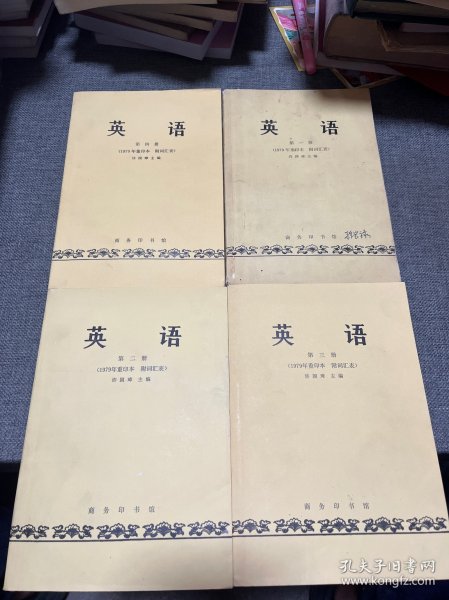 英 语
第四册
(1979年重印本 附词汇表)
许国璋主编
商务印书馆
英 语
第一册
(1979年重印本 附词汇表)
许国璋主编
商务印书馆
英 语
第二册
(1979年重印本 附词汇表)
许国璋 主编
商务印书馆
英 语
第三册
(1979年重印本 附词汇表)
许国璋 主编
商务印书馆
孔夫子旧书网
www.kongfz.com